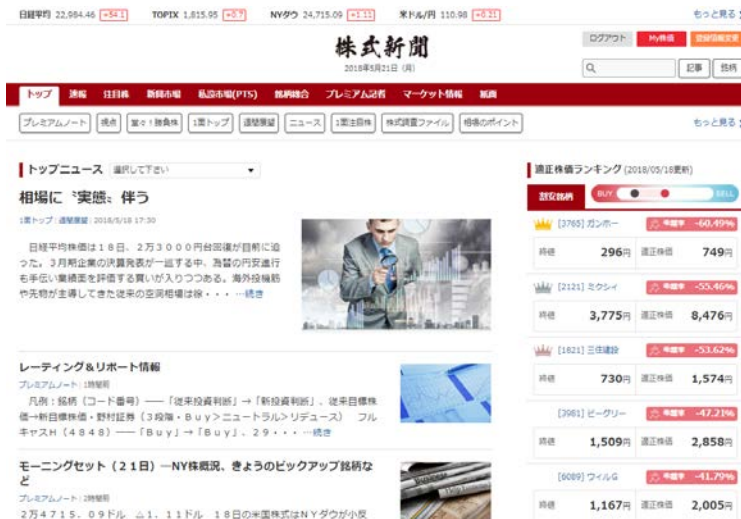 日経平均 22,984.46 +54.1 TOPIX 1,815.95 +0.7 NYダウ 24,715.09 +1.11 米ドル/円 110.98 +0.21 もっと見る
株式新聞
2018年5月21日 (月)
ログアウト My株価 登録情報変更
記事 銘柄
トップ 速報 注目株 新興市場 私設市場(PTS) 銘柄総合 プレミアム記者 マーケット情報 紙面
プレミアムノート 視点 堂々!勝負株 1面トップ 週間展望 ニュース 1面注目株 株式調査ファイル 相場のポイント もっと見る
トップニュース 選択して下さい
相場に〝実態〟伴う
1面トップ 週間展望 2018/5/18 17:30
日経平均株価は18日、2万3000円台回復が目前に迫
った。3月期企業の決算発表が一巡する中、為替の円安進行
も手伝い業績面を評価する買いが入りつつある。海外投機筋
や先物が主導してきた従来の空洞相場は徐・・・ …続き
レーティング&リポート情報
プレミアムノート 1時間前
凡例:銘柄(コード番号)――「従来投資判断」→「新投資判断」、従来目標株
価→新目標株価・野村証券(3段階・Buy>ニュートラル>リデュース) フル
キャスH(4848)――「Buy」→「Buy」、29・・・ …続き
モーニングセット(21日)―NY株概況、きょうのピックアップ銘柄な
ど
プレミアムノート 2時間前
2万4715.09ドル △1.11ドル 18日の米国株式はNYダウが小反
適正株価ランキング (2018/05/18更新)
割安銘柄 BUY SELL
[3765] ガンホー 乖離率 -60.49%
終値 296円 適正株価 749円
[2121] ミクシィ 乖離率 -55.46%
終値 3,775円 適正株価 8,476円
[1821] 三住建設 乖離率 -53.62%
終値 730円 適正株価 1,574円
[3981] ビーグリー 乖離率 -47.21%
終値 1,509円 適正株価 2,858円
[6089] ウィルG 乖離率 -41.79%
終値 1,167円 適正株価 2,005円